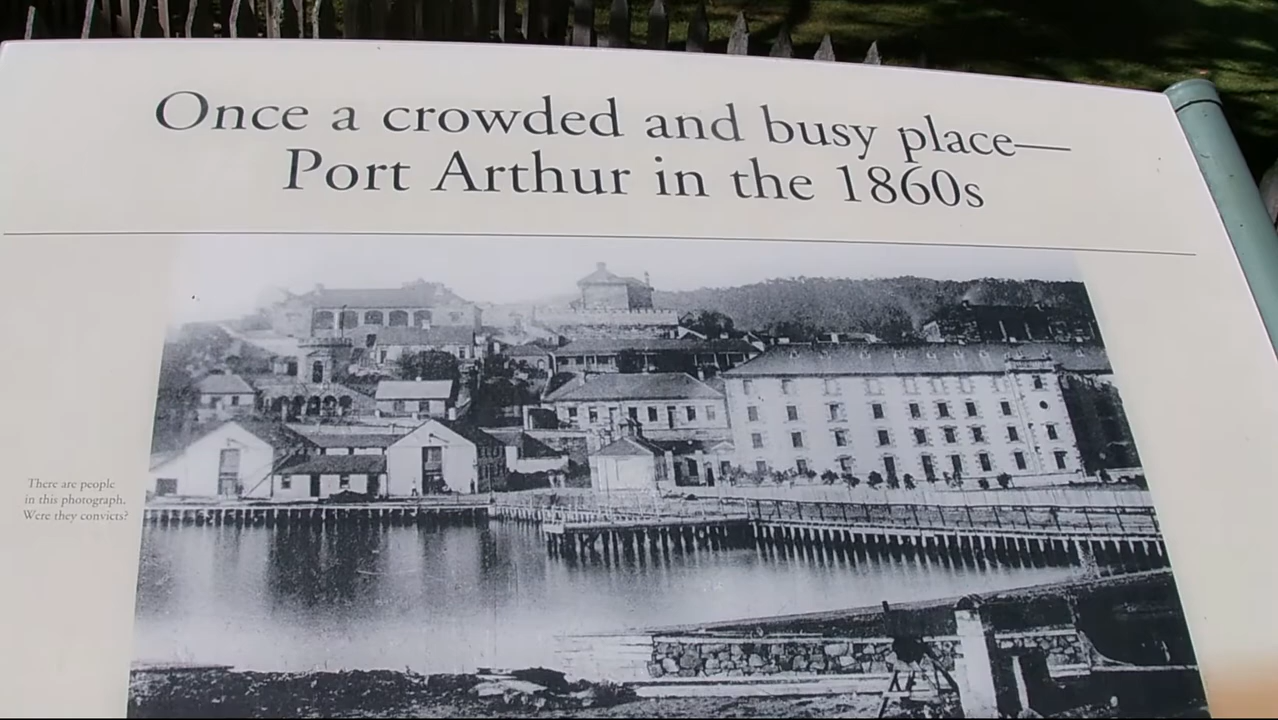 Once a crowded and busy place—
Port Arthur in the 1860s
There are people
in this photograph.
Were they convicts?